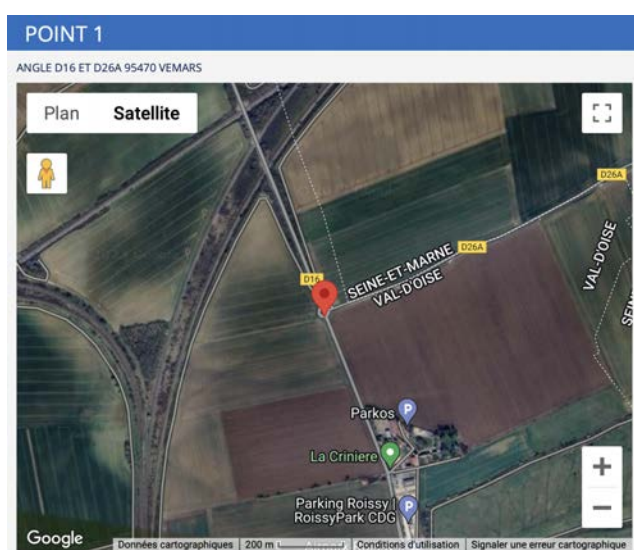 POINT 1
ANGLE D16 ET D26A 95470 VEMARS
Plan
Satellite
D26A
D26A
SEINE-ET-MARNE
VAL-D'OISE
VAL-D'OISE
D16
Parkos
P
La Criniere
Parking Roissy |
RoissyPark CDG
P
Google
Données cartographiques
200 m
Conditions d'utilisation
Signaler une erreur cartographique